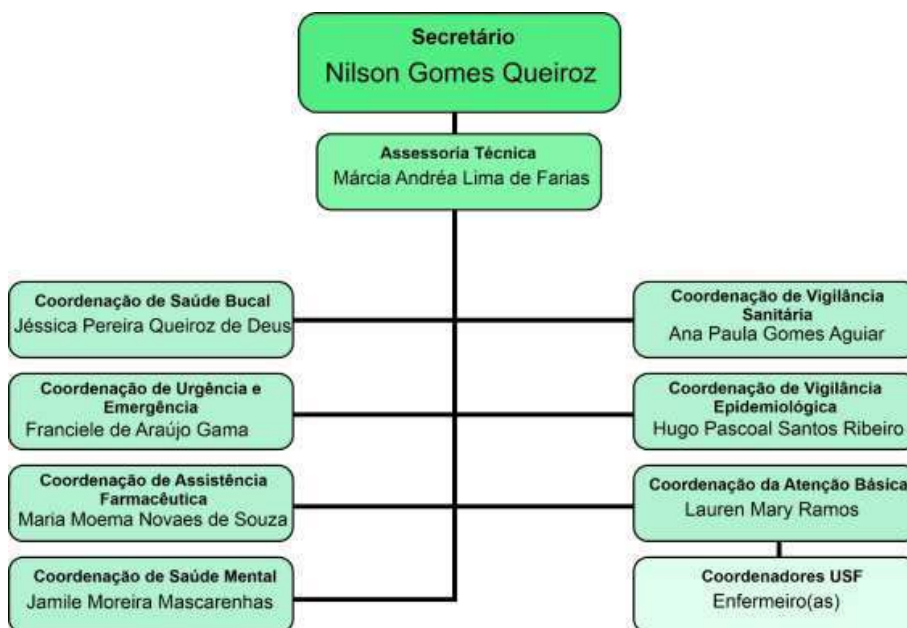 Secretário
Nilson Gomes Queiroz
Assessoria Técnica
Márcia Andréa Lima de Farias
Coordenação de Saúde Bucal
Jéssica Pereira Queiroz de Deus
Coordenação de Vigilância
Sanitária
Ana Paula Gomes Aguiar
Coordenação de Urgência e
Emergência
Franciele de Araújo Gama
Coordenação de Vigilância
Epidemiológica
Hugo Pascoal Santos Ribeiro
Coordenação de Assistência
Farmacêutica
Maria Moema Novaes de Souza
Coordenação da Atenção Básica
Lauren Mary Ramos
Coordenação de Saúde Mental
Jamile Moreira Mascarenhas
Coordenadores USF
Enfermeiro(as)